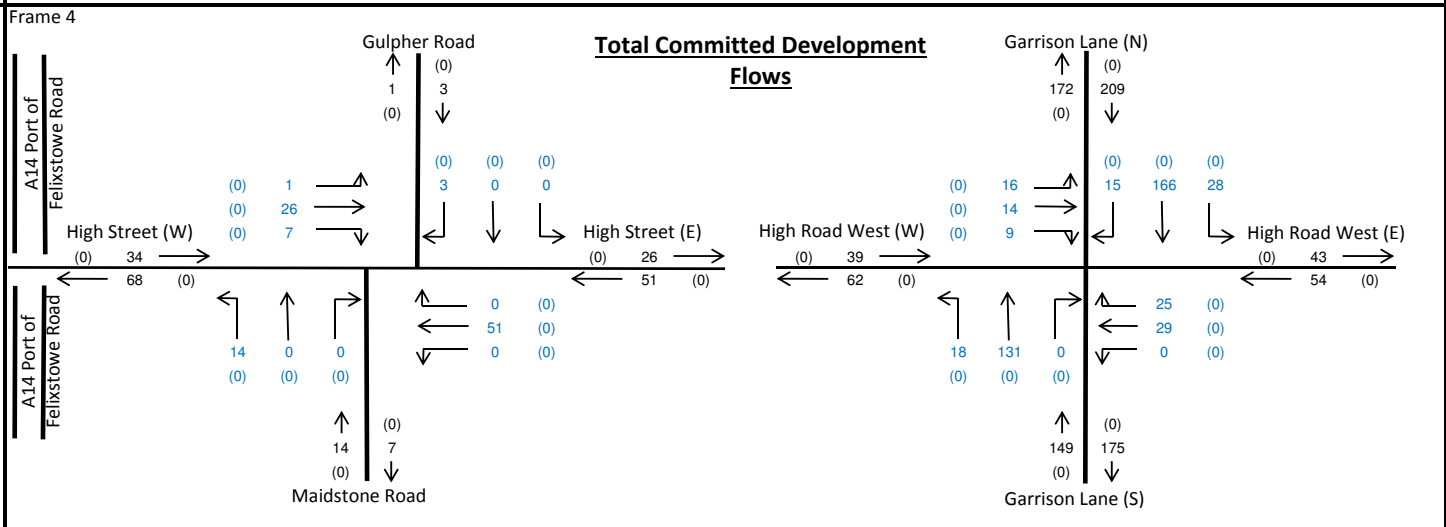 Frame 4
Gulpher Road
Total Committed Development
Flows
Garrison Lane (N)
(0)
1 3
(0)
(0)
172 209
(0)
A14 Port of
Felixstowe Road
(0) (0) (0)
(0) 1 3 0 0
(0) 26
(0) 7
(0) (0) (0)
(0) 16 15 166 28
(0) 14
(0) 9
High Street (W)
High Street (E)
High Road West (W)
High Road West (E)
(0) 34
(0) 26
(0) 39
(0) 43
68 (0)
51 (0)
62 (0)
54 (0)
A14 Port of
Felixstowe Road
0 (0)
51 (0)
14 0 0 0 (0)
(0) (0) (0)
25 (0)
29 (0)
18 131 0 0 (0)
(0) (0) (0)
(0)
14 7
(0)
(0)
149 175
(0)
Maidstone Road
Garrison Lane (S)